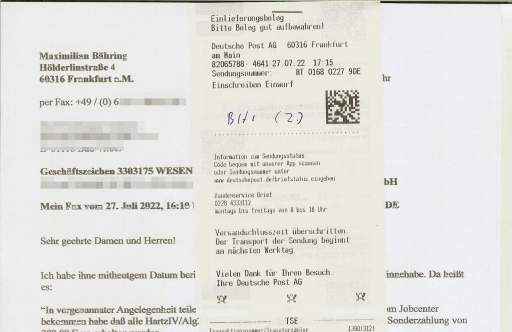 Maximilian Böhring
Hölderlinstraße 4
60316 Frankfurt a.M.
per Fax: +49 / (0) 6
Geschäftszeichen 3303175 WESEN
Mein Fax vom 27. Juli 2022, 16:19
Sehr geehrte Damen und Herren!
Ich habe ihne mitheutgem Datum beri
es:
"In vorgenannter Angelegenheit teile
bekommen habe daß alle HartzIV/Alg
Einlieferungsbeleg
Bitte Beleg gut aufbewahren!
Deutsche Post AG 60316 Frankfurt
am Main
82065788 4641 27.07.22 17:15
Sendungsnummer: RT 0168 0227 9DE
Einschreiben Einwurf
(2)
Information zum Sendungsstatus
Code bequem mit unserer App scannen
oder Sendungsnummer unter
www.deutschepost.de/briefstatus eingeben
Kundenservice Brief
0228 4333112
montags bis freitags von 8 bis 18 Uhr
Versandschlusszeit überschritten.
Der Transport der Sendung beginnt
am nächsten Werktag.
Vielen Dank für Ihren Besuch.
Ihre Deutsche Post AG
TSE
hr
bH
DE
innehabe. Da heißt
om Jobcenter
Sonderzahlung von